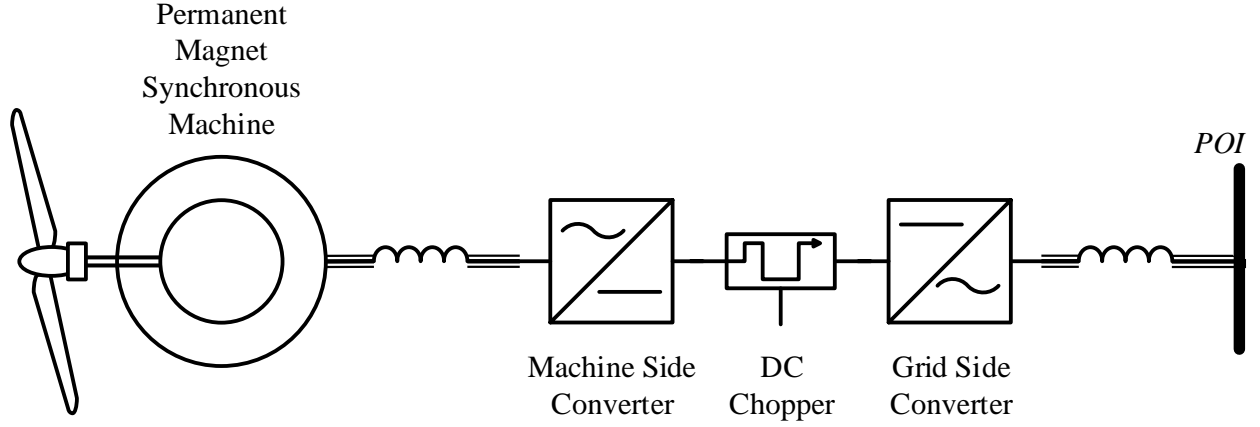 Permanent
Magnet
Synchronous
Machine
POI
Machine Side
Converter
DC
Chopper
Grid Side
Converter